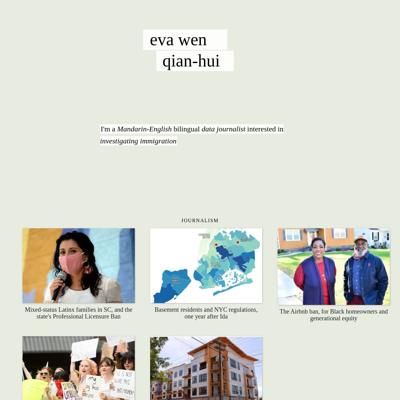 eva wen
qian-hui
I'm a Mandarin-English bilingual data journalist interested in
investigating immigration
JOURNALISM
Mixed-status Latinx families in SC, and the
state's Professional Licensure Ban
Basement residents and NYC regulations,
one year after Ida
The Airbnb ban, for Black homeowners and
generational equity